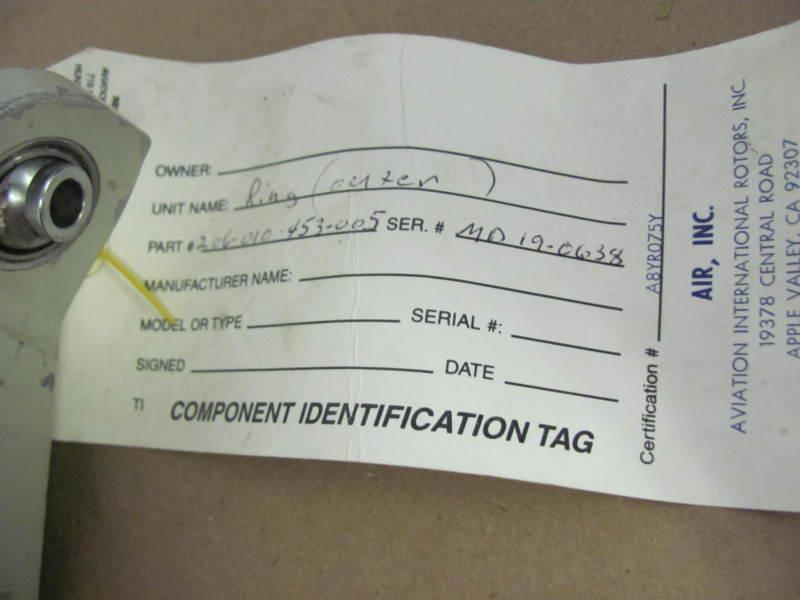 OWNER:
UNIT NAME: Ring (outer)
PART # 206-010-453-005 SER. # MD 19-0638
MANUFACTURER NAME:
MODEL OR TYPE SERIAL #:
SIGNED DATE
TI COMPONENT IDENTIFICATION TAG
Certification # A8YR075Y
AIR, INC.
AVIATION INTERNATIONAL ROTORS, INC.
19378 CENTRAL ROAD
APPLE VALLEY, CA 92307